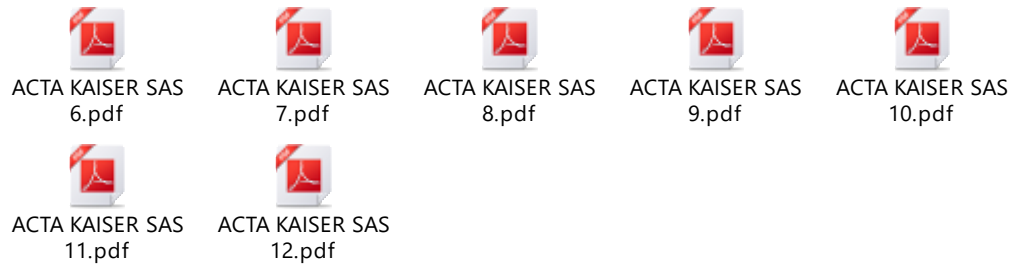 ACTA KAISER SAS
6.pdf
ACTA KAISER SAS
7.pdf
ACTA KAISER SAS
8.pdf
ACTA KAISER SAS
9.pdf
ACTA KAISER SAS
10.pdf
ACTA KAISER SAS
11.pdf
ACTA KAISER SAS
12.pdf